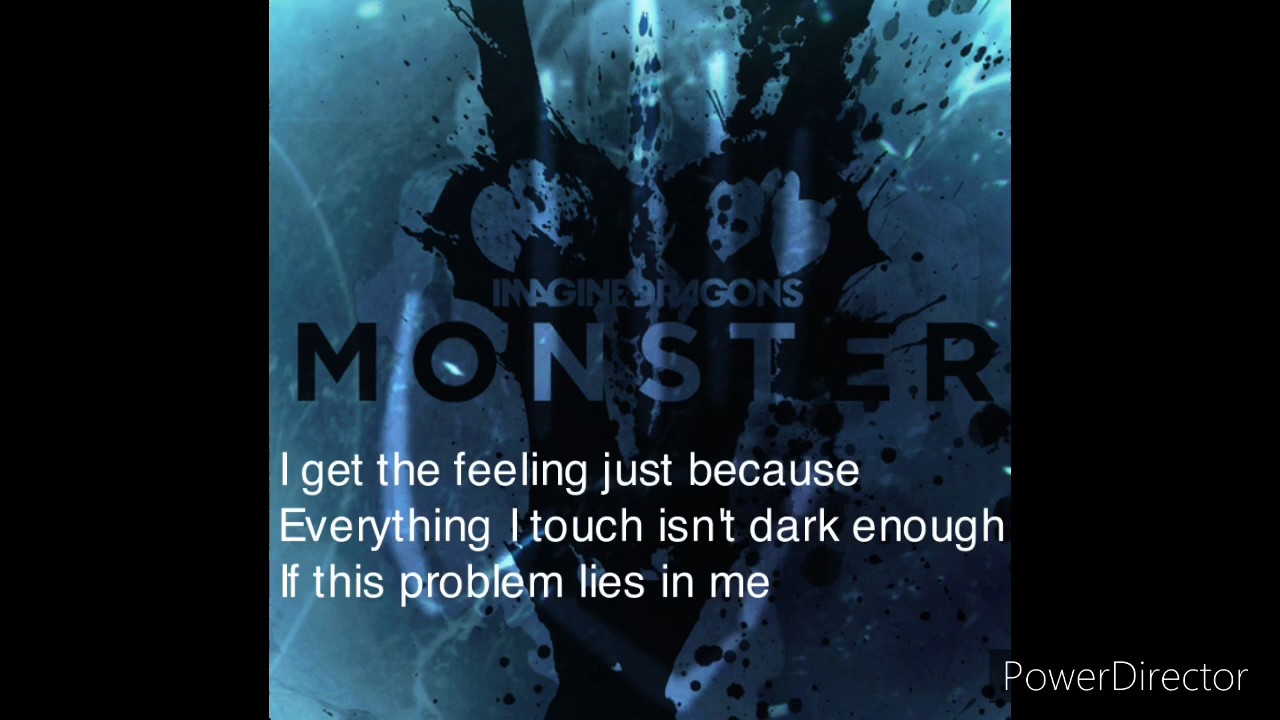 IMAGINE DRAGONS
MONSTER
I get the feeling just because
Everything I touch isn't dark enough
If this problem lies in me
PowerDirector